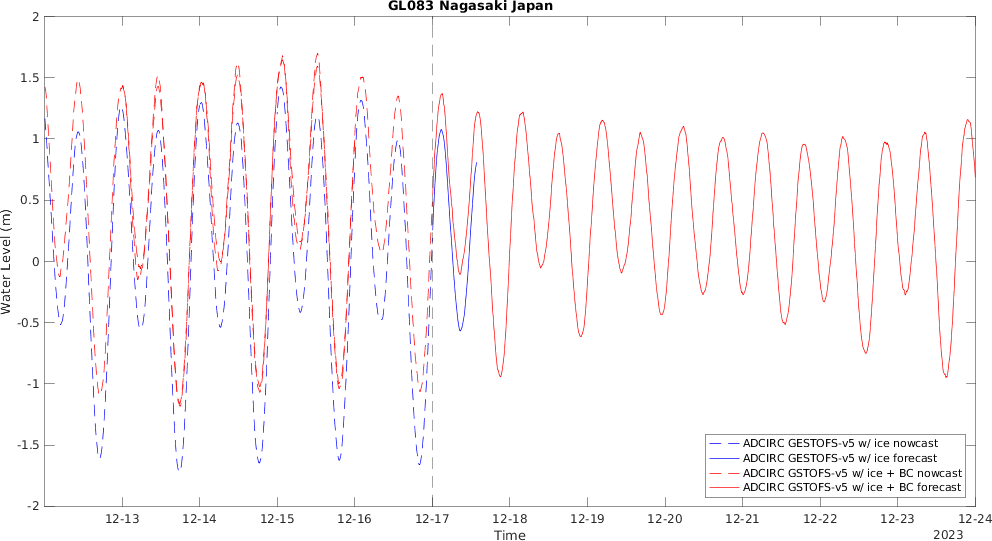 GL083 Nagasaki Japan
2
1.5
1
0.5
0
-0.5
-1
-1.5
-2
Water Level (m)
12-13 12-14 12-15 12-16 12-17 12-18 12-19 12-20 12-21 12-22 12-23 12-24
Time
2023
ADCIRC GESTOFS-v5 w/ ice nowcast
ADCIRC GESTOFS-v5 w/ ice forecast
ADCIRC GSTOFS-v5 w/ ice + BC nowcast
ADCIRC GSTOFS-v5 w/ ice + BC forecast